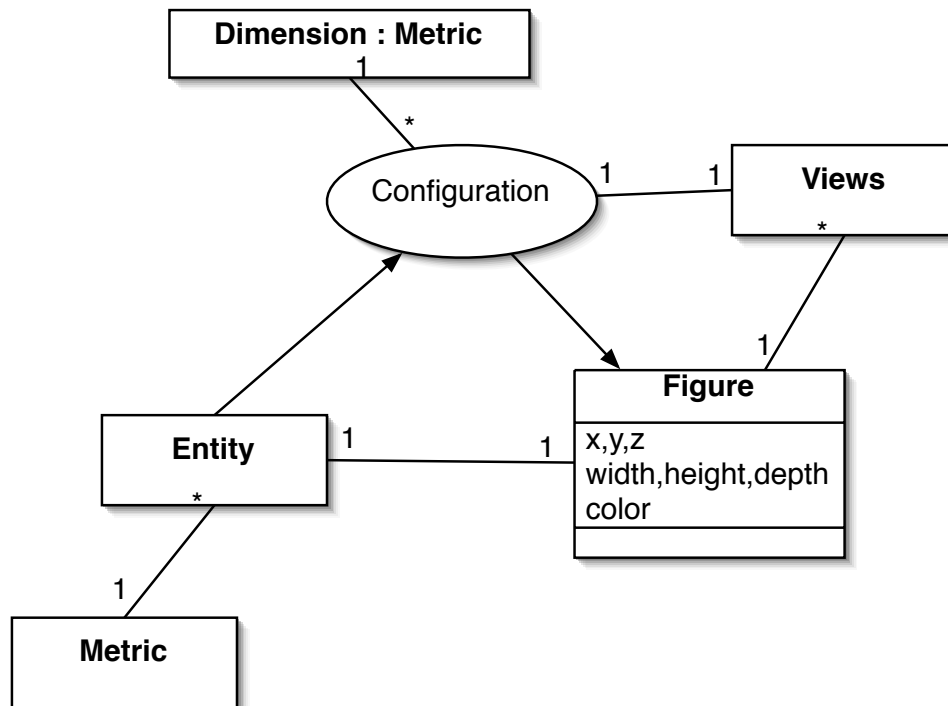 Dimension : Metric
1
*
Configuration
1
1
Views
*
1
Figure
x,y,z
width,height,depth
color
Entity
1
1
*
1
Metric